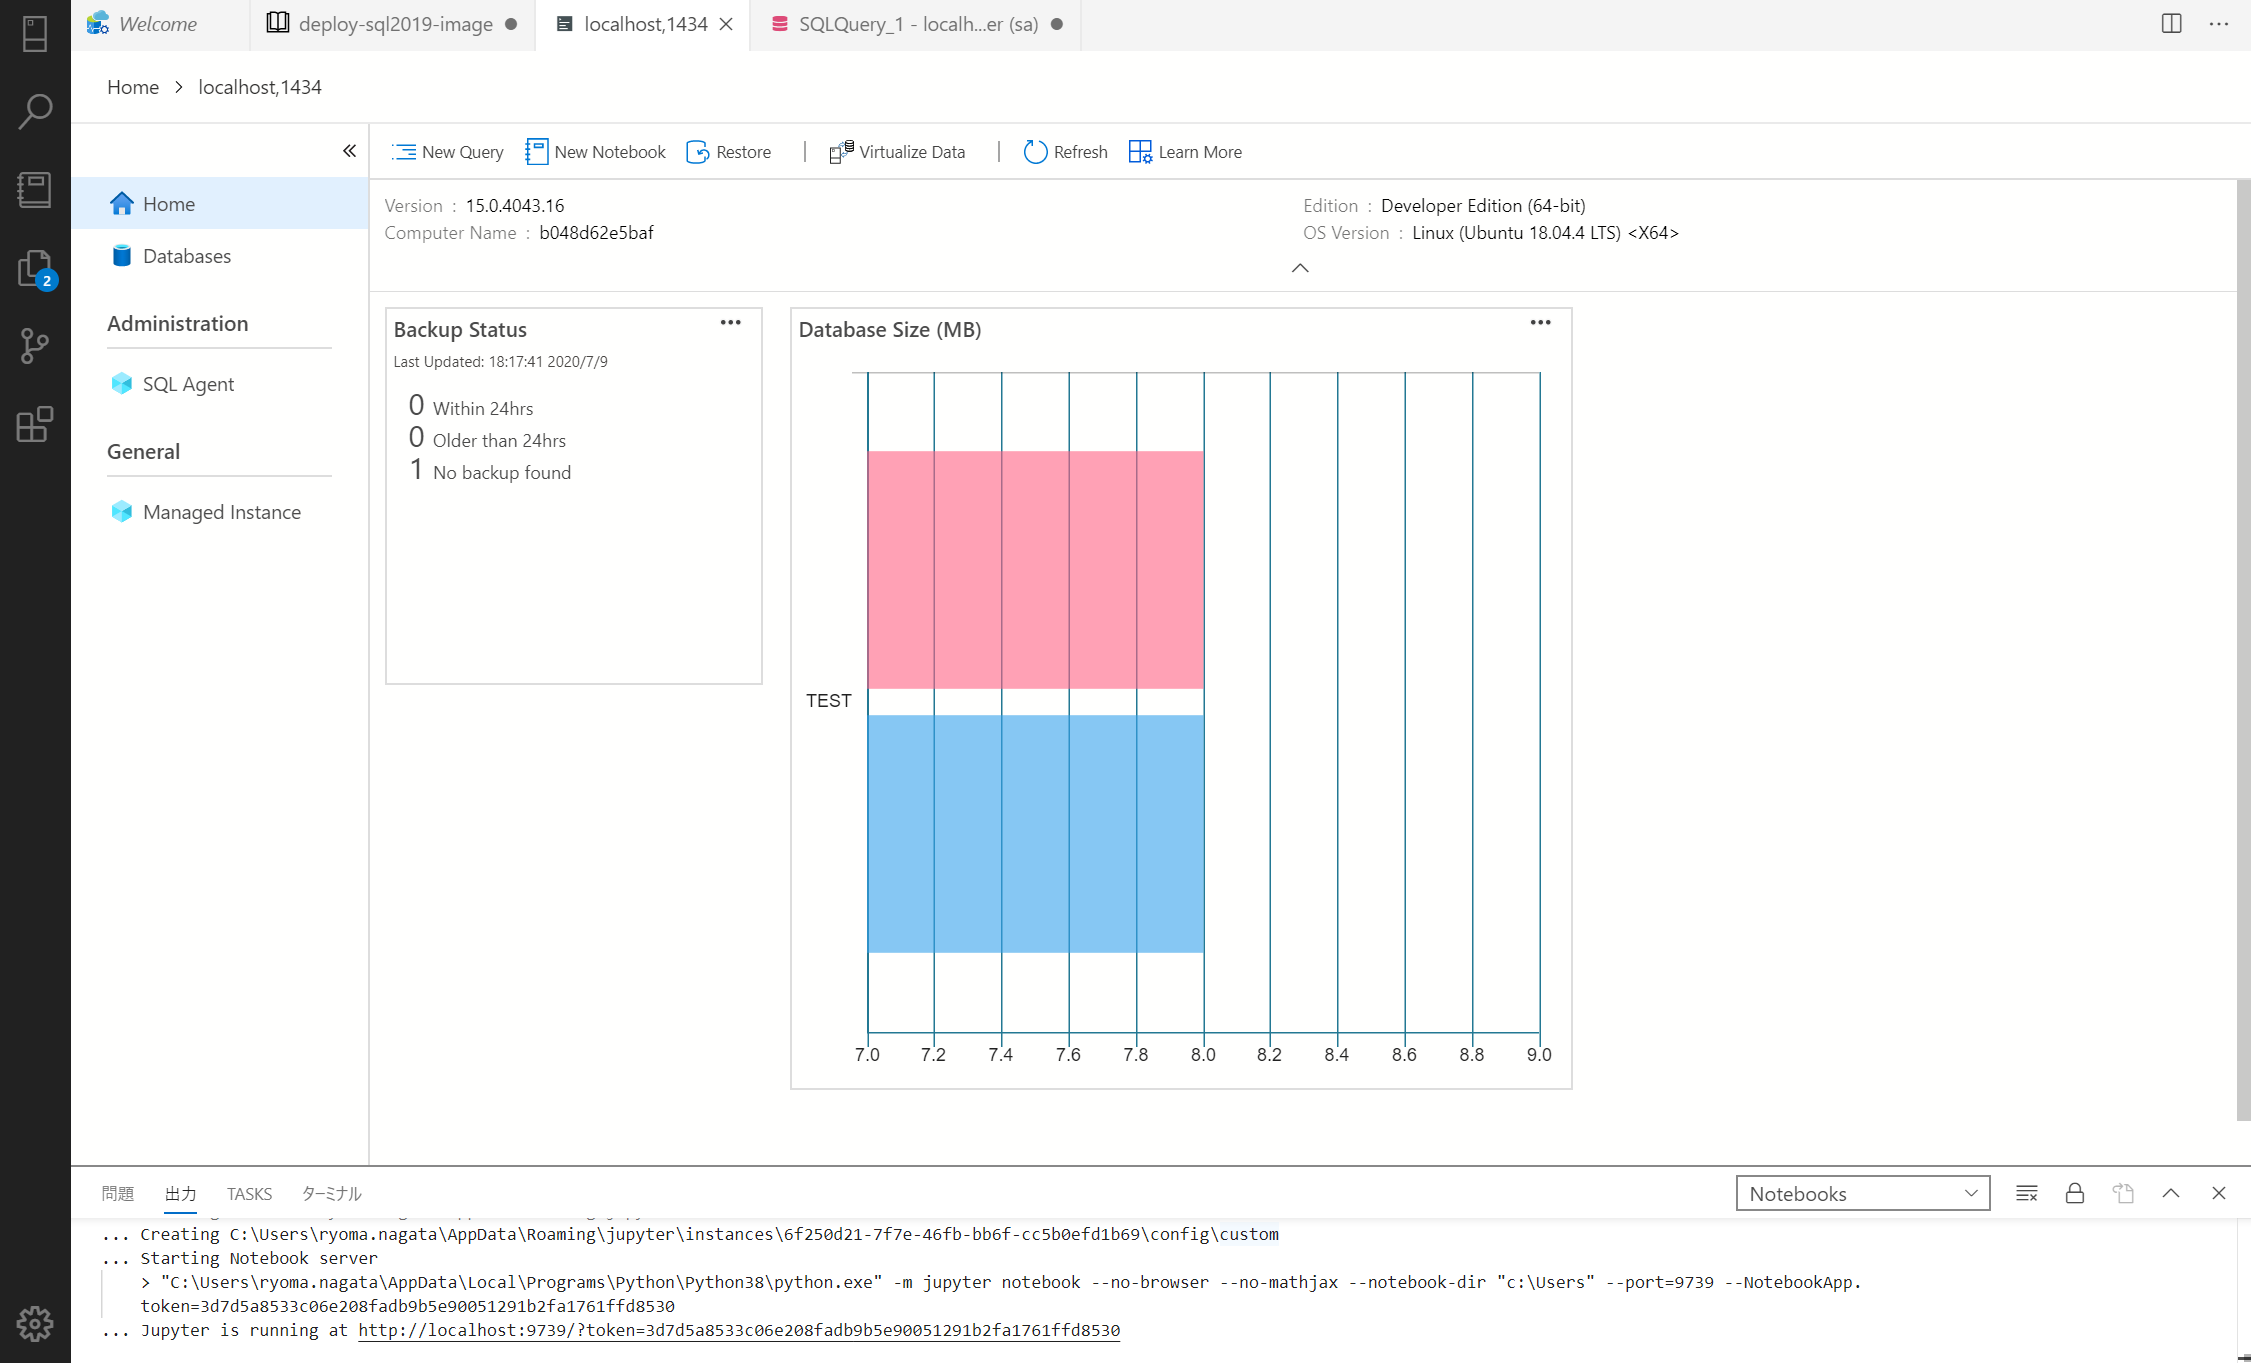 Welcome
deploy-sql2019-image
localhost,1434
SQLQuery_1 - localh...er (sa)
Home > localhost,1434
New Query
New Notebook
Restore
Virtualize Data
Refresh
Learn More
2
Home
Databases
Administration
SQL Agent
General
Managed Instance
Version : 15.0.4043.16
Computer Name : b048d62e5baf
Edition : Developer Edition (64-bit)
OS Version : Linux (Ubuntu 18.04.4 LTS) <X64>
Backup Status
Last Updated: 18:17:41 2020/7/9
0 Within 24hrs
0 Older than 24hrs
1 No backup found
Database Size (MB)
TEST
7.0 7.2 7.4 7.6 7.8 8.0 8.2 8.4 8.6 8.8 9.0
問題 出力 TASKS ターミナル
Notebooks
... Creating C:\Users\ryoma.nagata\AppData\Roaming\jupyter\instances\6f250d21-7f7e-46fb-bb6f-cc5b0efd1b69\config\custom
... Starting Notebook server
> "C:\Users\ryoma.nagata\AppData\Local\Programs\Python\Python38\python.exe" -m jupyter notebook --no-browser --no-mathjax --notebook-dir "c:\Users" --port=9739 --NotebookApp.
token=3d7d5a8533c06e208fadb9b5e90051291b2fa1761ffd8530
... Jupyter is running at http://localhost:9739/?token=3d7d5a8533c06e208fadb9b5e90051291b2fa1761ffd8530